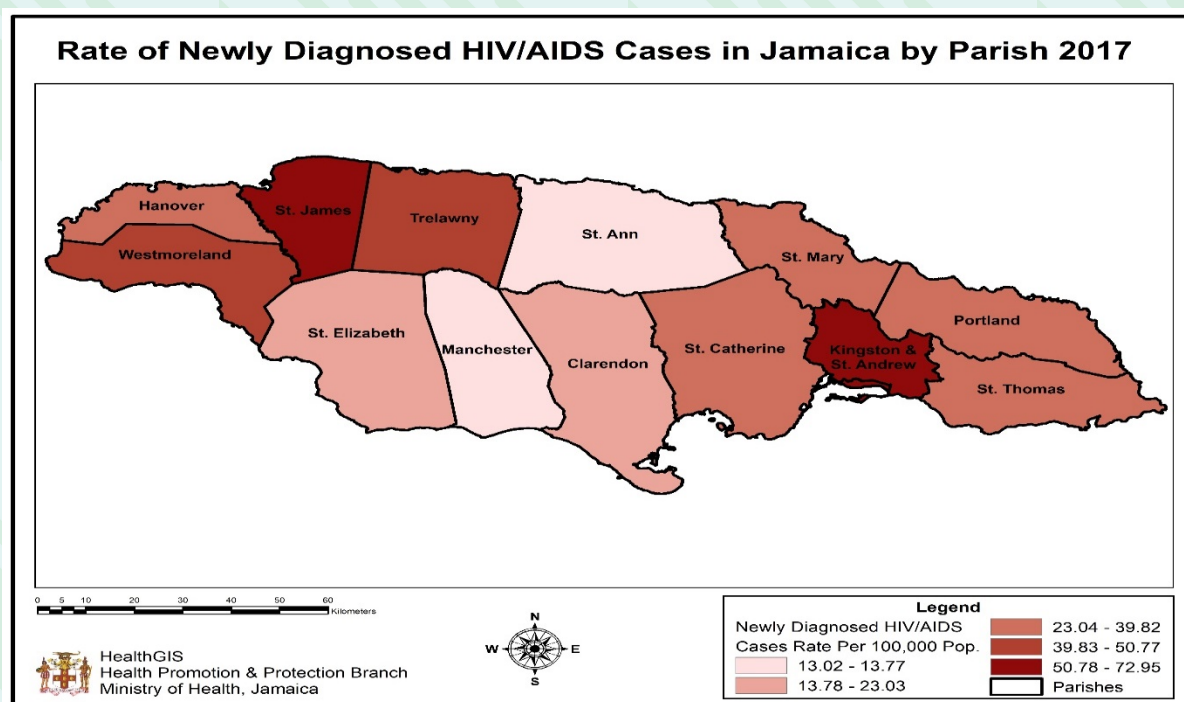 Rate of Newly Diagnosed HIV/AIDS Cases in Jamaica by Parish 2017
Hanover
St. James
Trelawny
St. Ann
Westmoreland
St. Mary
St. Elizabeth
Manchester
Clarendon
St. Catherine
Kingston &
St. Andrew
Portland
St. Thomas
0 5 10 20 30 40 50 60
Kilometers
N
W E
S
HealthGIS
Health Promotion & Protection Branch
Ministry of Health, Jamaica
Legend
Newly Diagnosed HIV/AIDS
Cases Rate Per 100,000 Pop.
13.02 - 13.77
13.78 - 23.03
23.04 - 39.82
39.83 - 50.77
50.78 - 72.95
Parishes